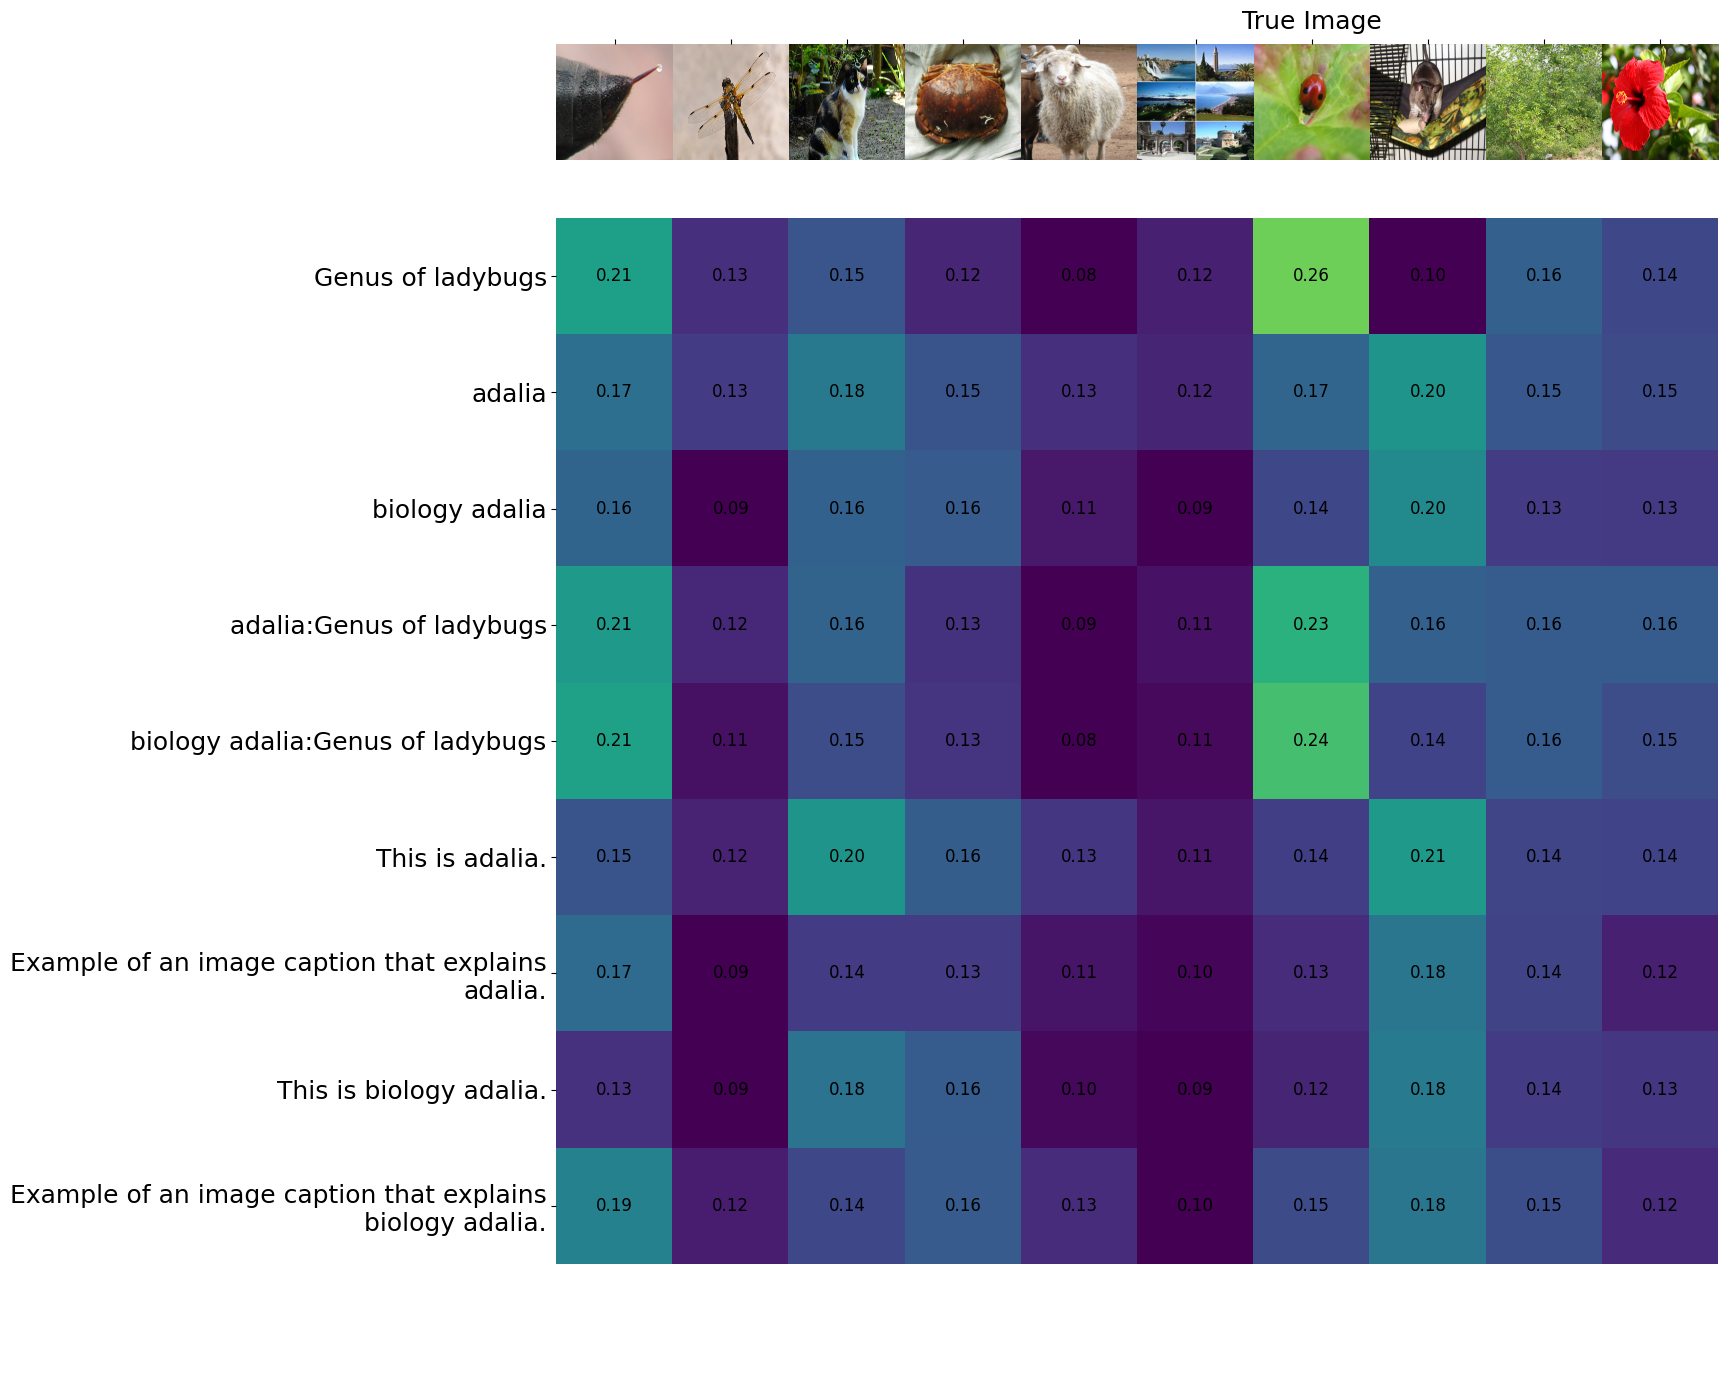 True Image
Genus of ladybugs 0.21 0.13 0.15 0.12 0.08 0.12 0.26 0.10 0.16 0.14
adalia 0.17 0.13 0.18 0.15 0.13 0.12 0.17 0.20 0.15 0.15
biology adalia 0.16 0.09 0.16 0.16 0.11 0.09 0.14 0.20 0.13 0.13
adalia:Genus of ladybugs 0.21 0.12 0.16 0.13 0.09 0.11 0.23 0.16 0.16 0.16
biology adalia:Genus of ladybugs 0.21 0.11 0.15 0.13 0.08 0.11 0.24 0.14 0.16 0.15
This is adalia. 0.15 0.12 0.20 0.16 0.13 0.11 0.14 0.21 0.14 0.14
Example of an image caption that explains
adalia. 0.17 0.09 0.14 0.13 0.11 0.10 0.13 0.18 0.14 0.12
This is biology adalia. 0.13 0.09 0.18 0.16 0.10 0.09 0.12 0.18 0.14 0.13
Example of an image caption that explains
biology adalia. 0.19 0.12 0.14 0.16 0.13 0.10 0.15 0.18 0.15 0.12